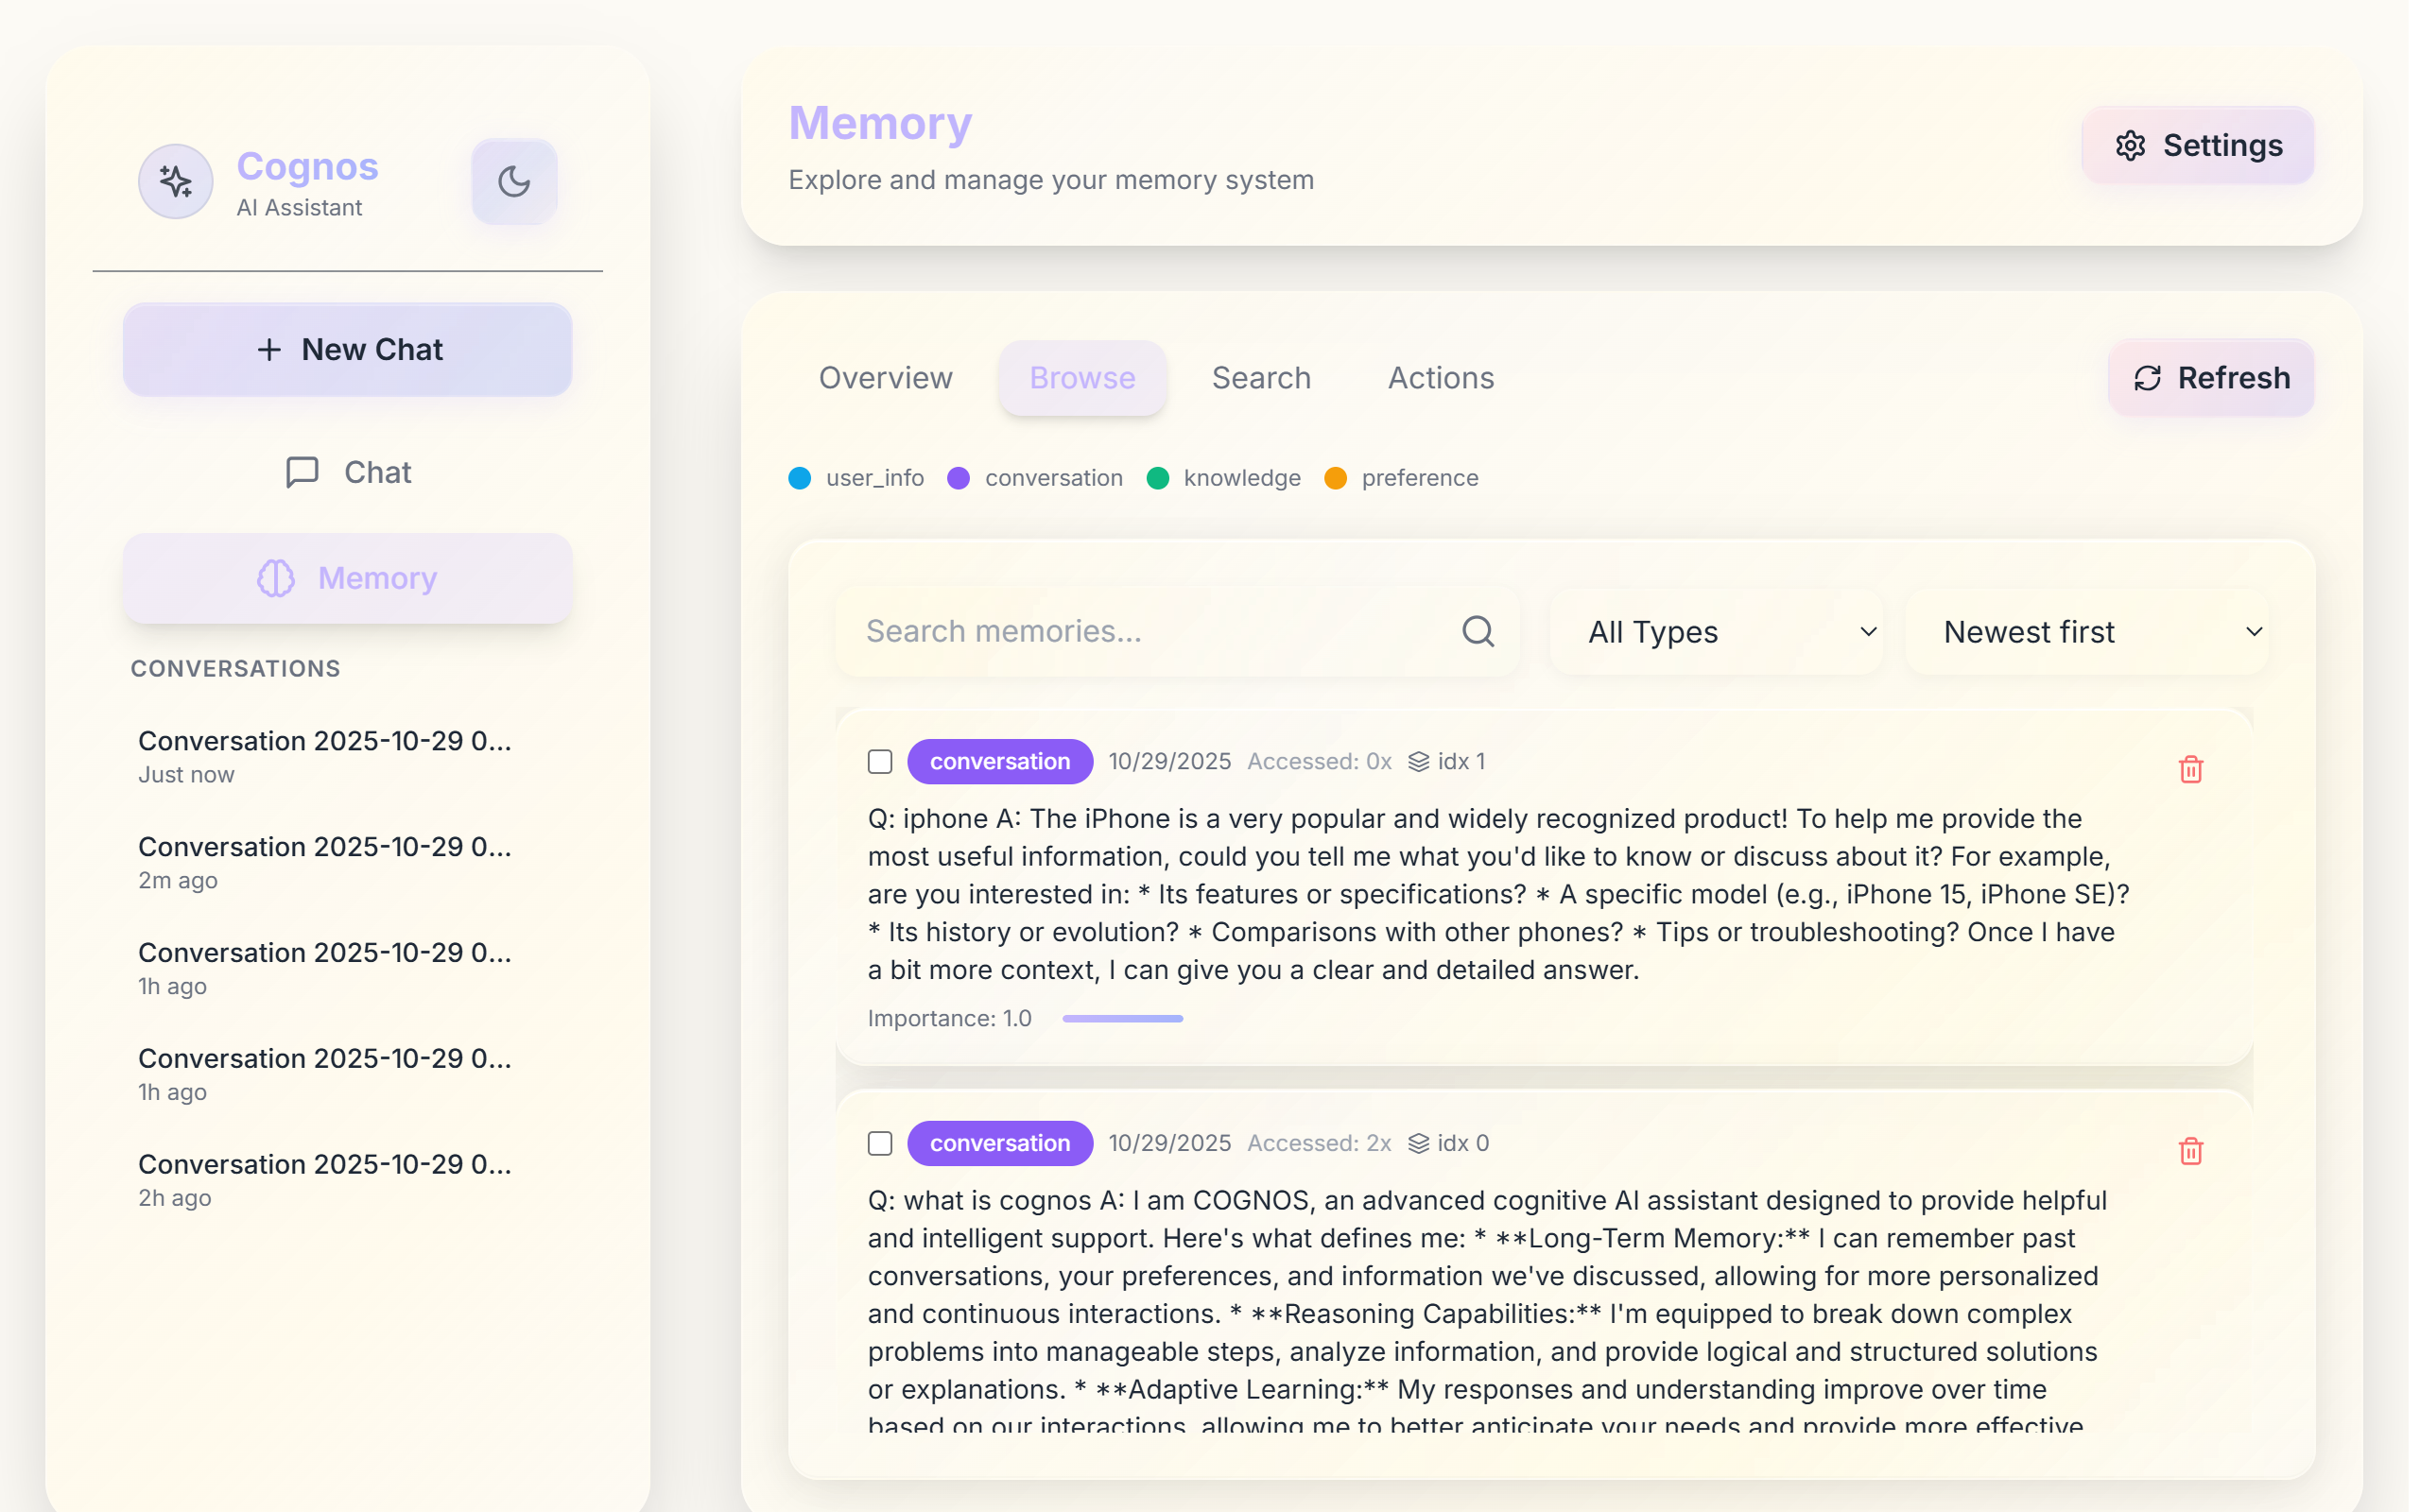 Cognos
AI Assistant
New Chat
Chat
Memory
CONVERSATIONS
Conversation 2025-10-29 0...
Just now
Conversation 2025-10-29 0...
2m ago
Conversation 2025-10-29 0...
1h ago
Conversation 2025-10-29 0...
1h ago
Conversation 2025-10-29 0...
2h ago
Memory
Explore and manage your memory system
Settings
Overview Browse Search Actions
Refresh
user_info conversation knowledge preference
Search memories... All Types Newest first
conversation 10/29/2025 Accessed: 0x idx 1
Q: iphone A: The iPhone is a very popular and widely recognized product! To help me provide the
most useful information, could you tell me what you'd like to know or discuss about it? For example,
are you interested in: * Its features or specifications? * A specific model (e.g., iPhone 15, iPhone SE)?
* Its history or evolution? * Comparisons with other phones? * Tips or troubleshooting? Once I have
a bit more context, I can give you a clear and detailed answer.
Importance: 1.0
conversation 10/29/2025 Accessed: 2x idx 0
Q: what is cognos A: I am COGNOS, an advanced cognitive AI assistant designed to provide helpful
and intelligent support. Here's what defines me: * **Long-Term Memory:** I can remember past
conversations, your preferences, and information we've discussed, allowing for more personalized
and continuous interactions. * **Reasoning Capabilities:** I'm equipped to break down complex
problems into manageable steps, analyze information, and provide logical and structured solutions
or explanations. * **Adaptive Learning:** My responses and understanding improve over time
based on our interactions, allowing me to better anticipate your needs and provide more effective